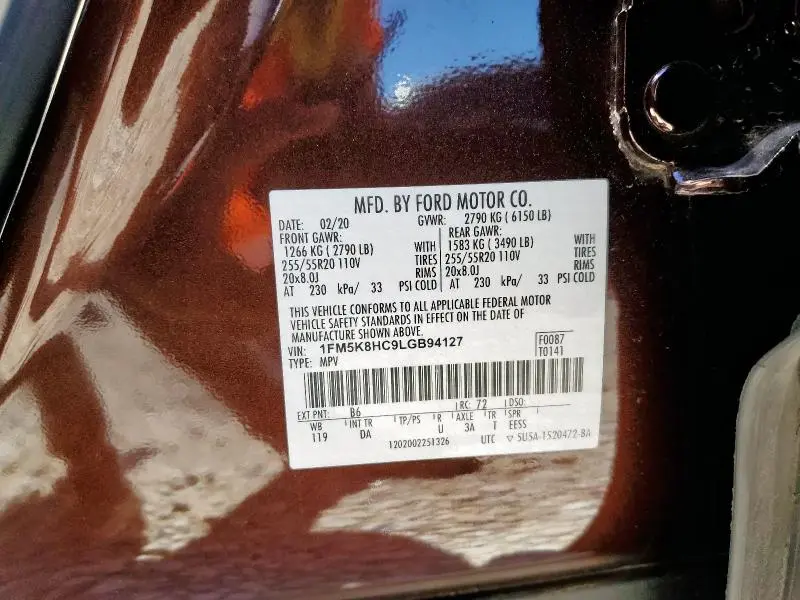 MFD. BY FORD MOTOR CO.
DATE: 02/20 GVWR: 2790 KG ( 6150 LB)
FRONT GAWR: REAR GAWR:
1266 KG ( 2790 LB) WITH 1583 KG ( 3490 LB) WITH
255/55R20 110V TIRES 255/55R20 110V TIRES
20x8.0J RIMS 20x8.0J RIMS
AT 230 kPa/ 33 PSI COLD AT 230 kPa/ 33 PSI COLD
THIS VEHICLE CONFORMS TO ALL APPLICABLE FEDERAL MOTOR
VEHICLE SAFETY STANDARDS IN EFFECT ON THE DATE OF
MANUFACTURE SHOWN ABOVE.
VIN: 1FM5K8HC9LGB94127 F0087
TYPE: MPV T0141
EXT PNT: B6 RC: 72 DSO:
WB INT TR TP/PS R AXLE TR SPR
119 DA U 3A T EESS
1202002251326 UTC ▽ 5U5A-1520472-BA